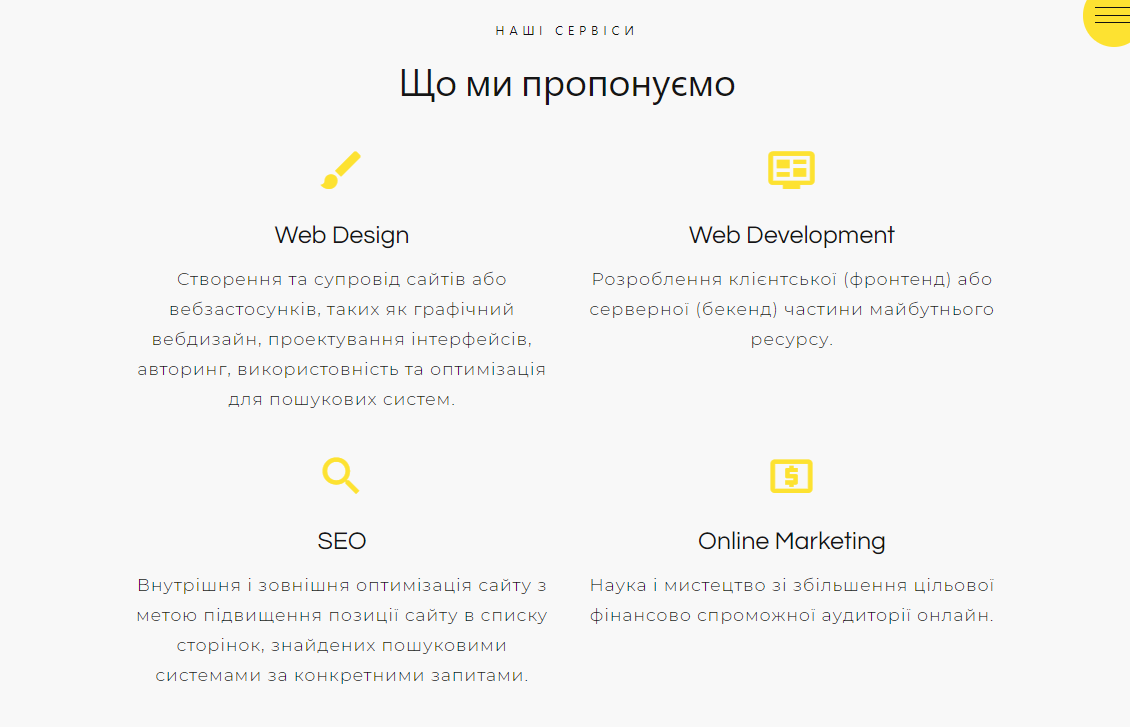 НАШІ СЕРВІСИ
Що ми пропонуємо
Web Design
Створення та супровід сайтів або
вебзастосунків, таких як графічний
вебдизайн, проектування інтерфейсів,
авторинг, використовність та оптимізація
для пошукових систем.
Web Development
Розроблення клієнтської (фронтенд) або
серверної (бекенд) частини майбутнього
ресурсу.
SEO
Внутрішня і зовнішня оптимізація сайту з
метою підвищення позиції сайту в списку
сторінок, знайдених пошуковими
системами за конкретними запитами.
Online Marketing
Наука і мистецтво зі збільшення цільової
фінансово спроможної аудиторії онлайн.